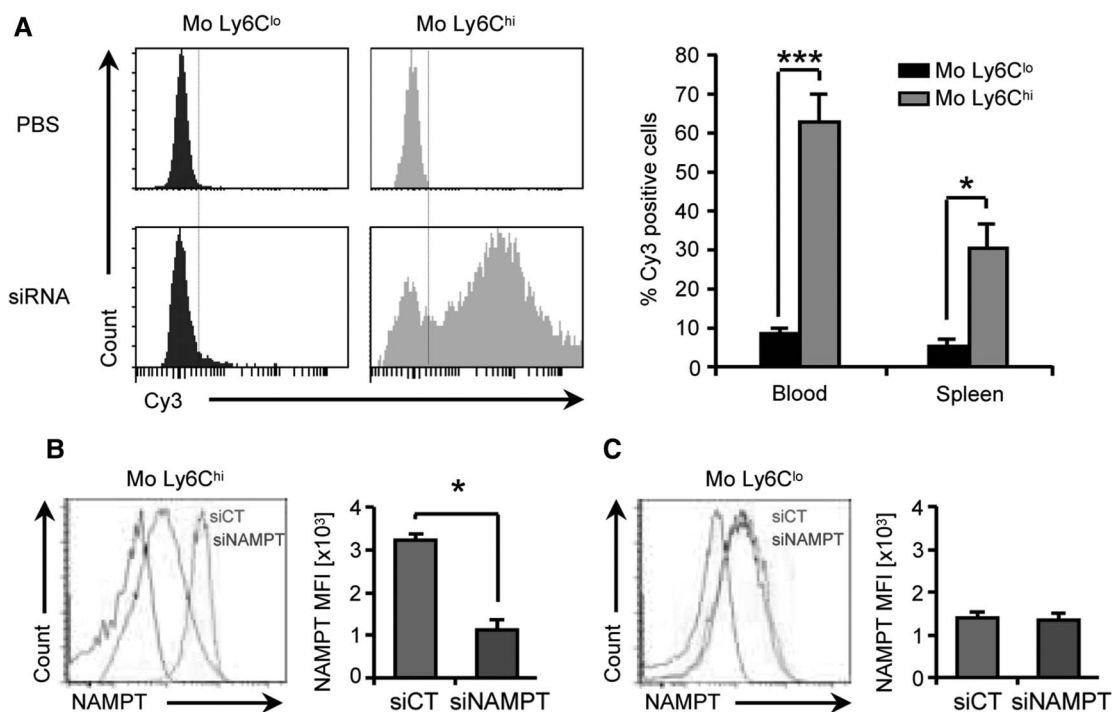 A
Mo Ly6Clo
Mo Ly6Chi
PBS
siRNA
Count
Cy3
% Cy3 positive cells
80
70
60
50
40
30
20
10
0
***
*
Mo Ly6Clo
Mo Ly6Chi
Blood
Spleen
B
Mo Ly6Chi
siCT
siNAMPT
Count
NAMPT
NAMPT MFI [x10³]
4
3
2
1
0
*
siCT siNAMPT
C
Mo Ly6Clo
siCT
siNAMPT
Count
NAMPT
NAMPT MFI [x10³]
4
3
2
1
0
siCT siNAMPT